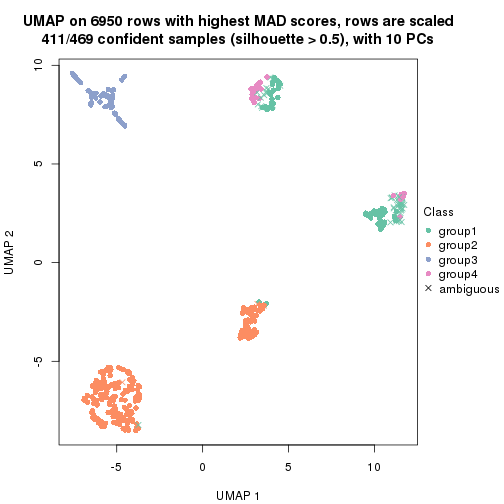 UMAP on 6950 rows with highest MAD scores, rows are scaled
411/469 confident samples (silhouette > 0.5), with 10 PCs
10
5
0
-5
UMAP 2
-5
0
5
10
UMAP 1
Class
group1
group2
group3
group4
ambiguous